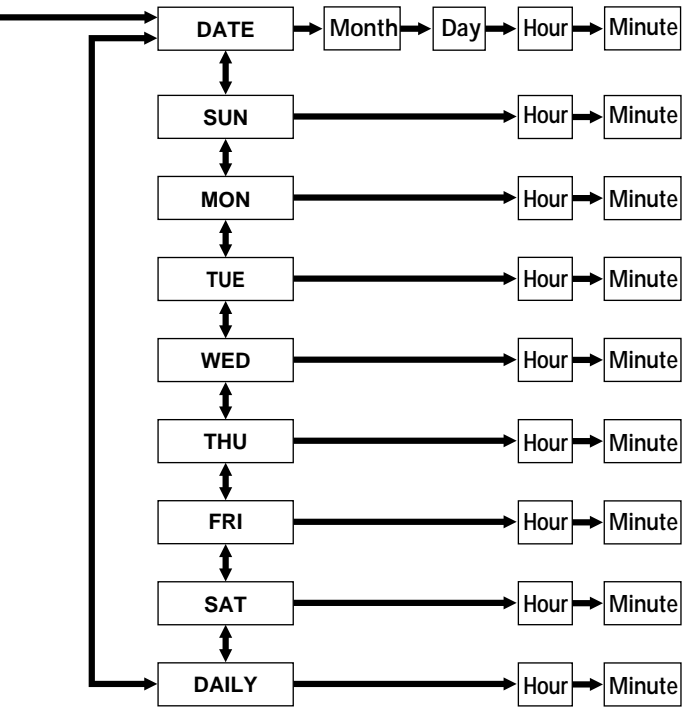 DATE Month Day Hour Minute
SUN Hour Minute
MON Hour Minute
TUE Hour Minute
WED Hour Minute
THU Hour Minute
FRI Hour Minute
SAT Hour Minute
DAILY Hour Minute